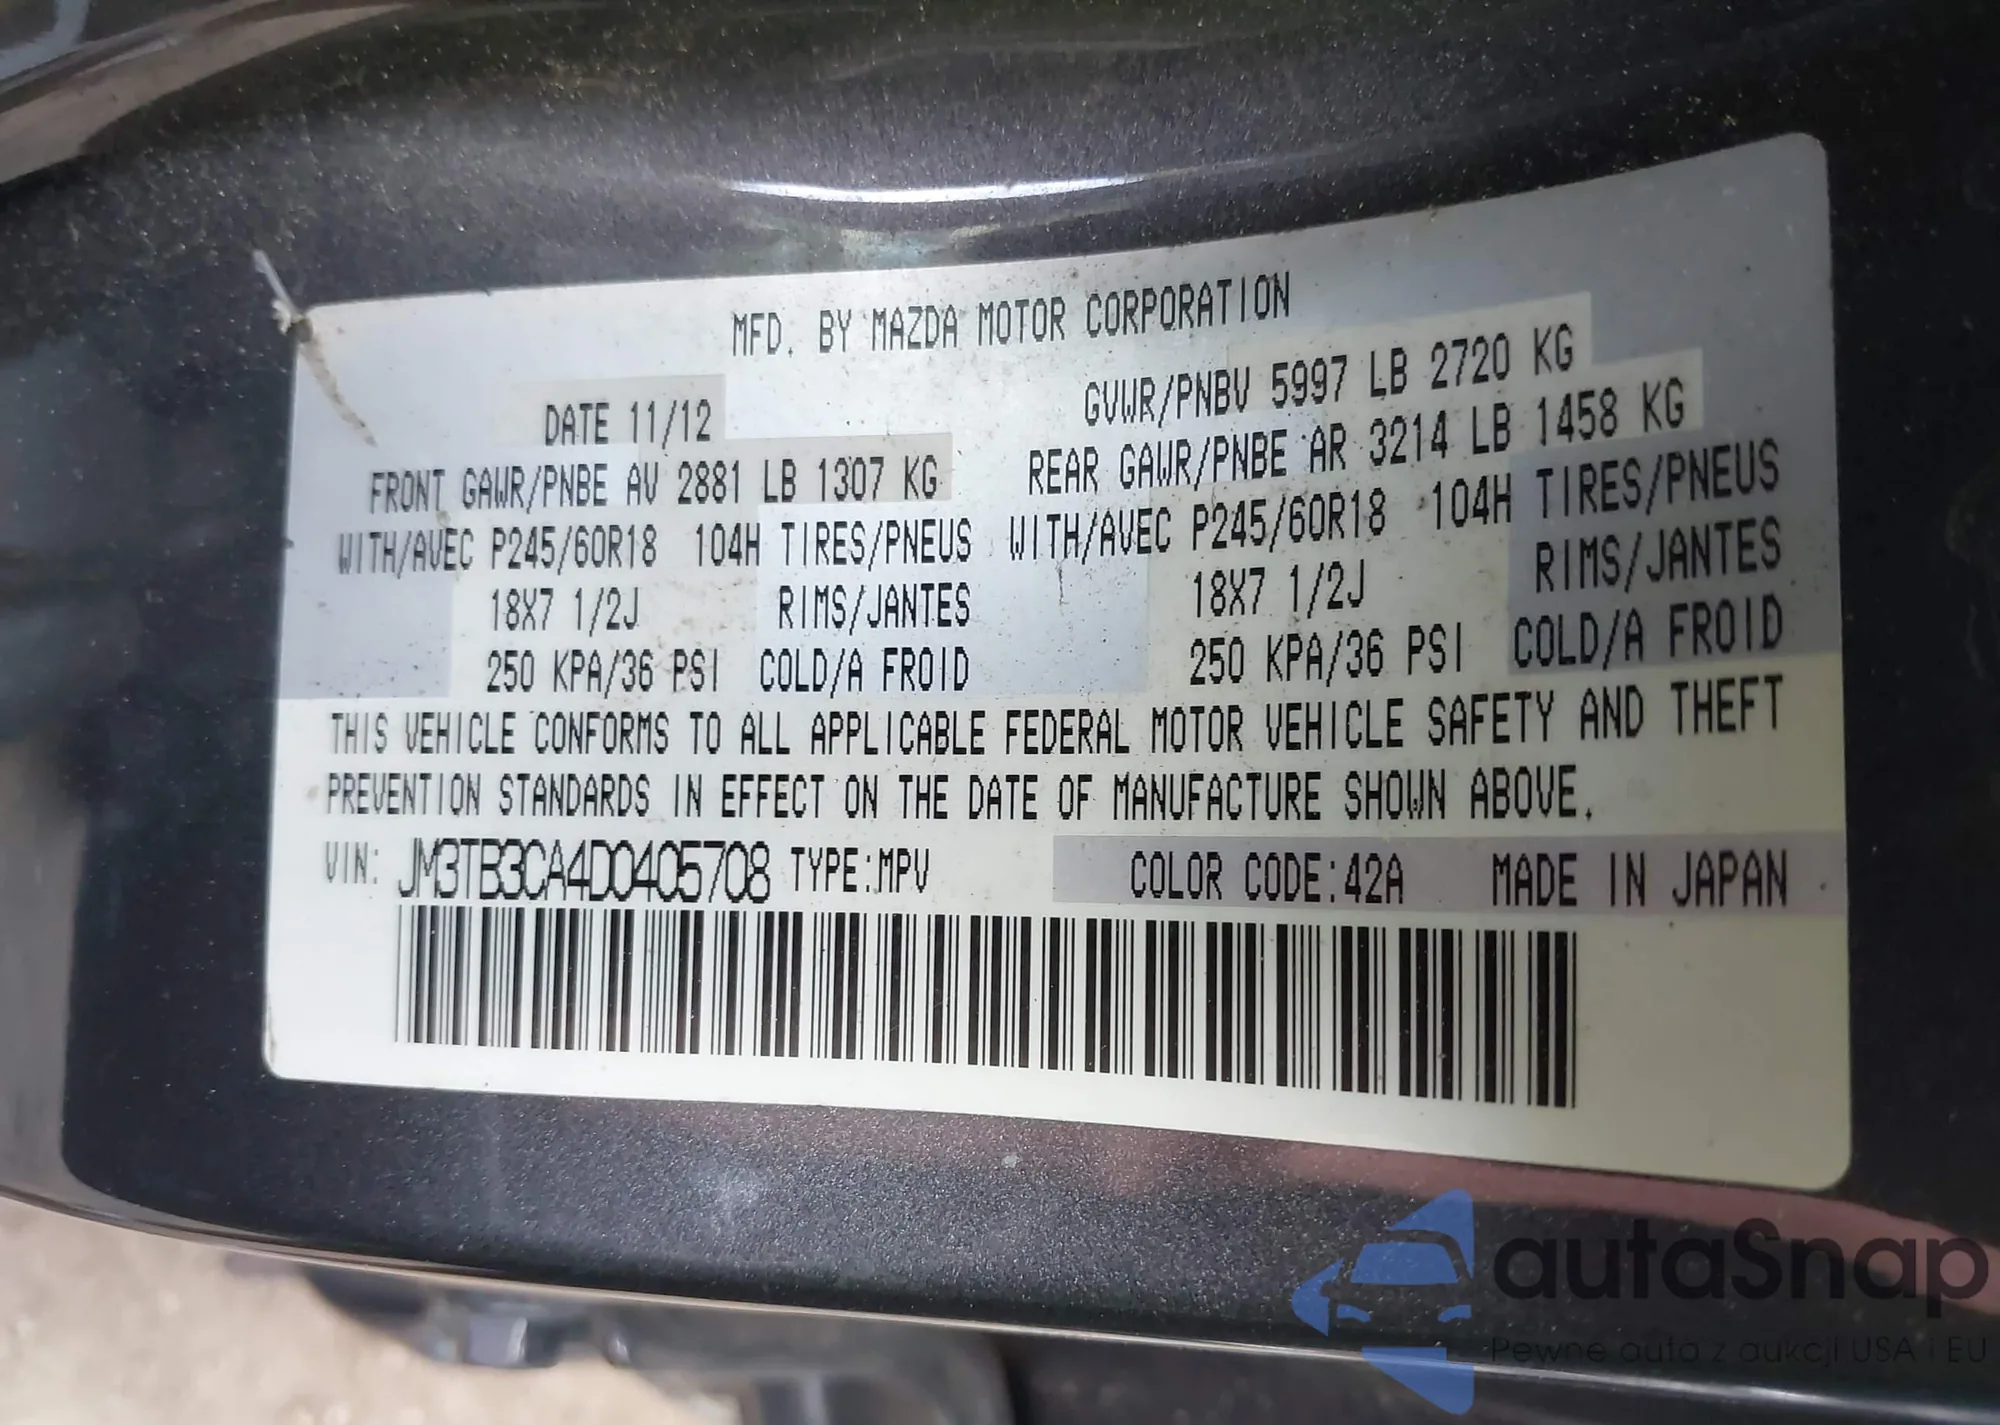 MFD. BY MAZDA MOTOR CORPORATION
DATE 11/12 GVWR/PNBV 5997 LB 2720 KG
FRONT GAWR/PNBE AV 2881 LB 1307 KG REAR GAWR/PNBE AR 3214 LB 1458 KG
WITH/AVEC P245/60R18 104H TIRES/PNEUS WITH/AVEC P245/60R18 104H TIRES/PNEUS
18X7 1/2J RIMS/JANTES 18X7 1/2J RIMS/JANTES
250 KPA/36 PSI COLD/A FROID 250 KPA/36 PSI COLD/A FROID
THIS VEHICLE CONFORMS TO ALL APPLICABLE FEDERAL MOTOR VEHICLE SAFETY AND THEFT
PREVENTION STANDARDS IN EFFECT ON THE DATE OF MANUFACTURE SHOWN ABOVE.
VIN: JM3TB3CA4D0405708 TYPE:MPV COLOR CODE:42A MADE IN JAPAN
autaSnap
Pewne auta z aukcji USA i EU